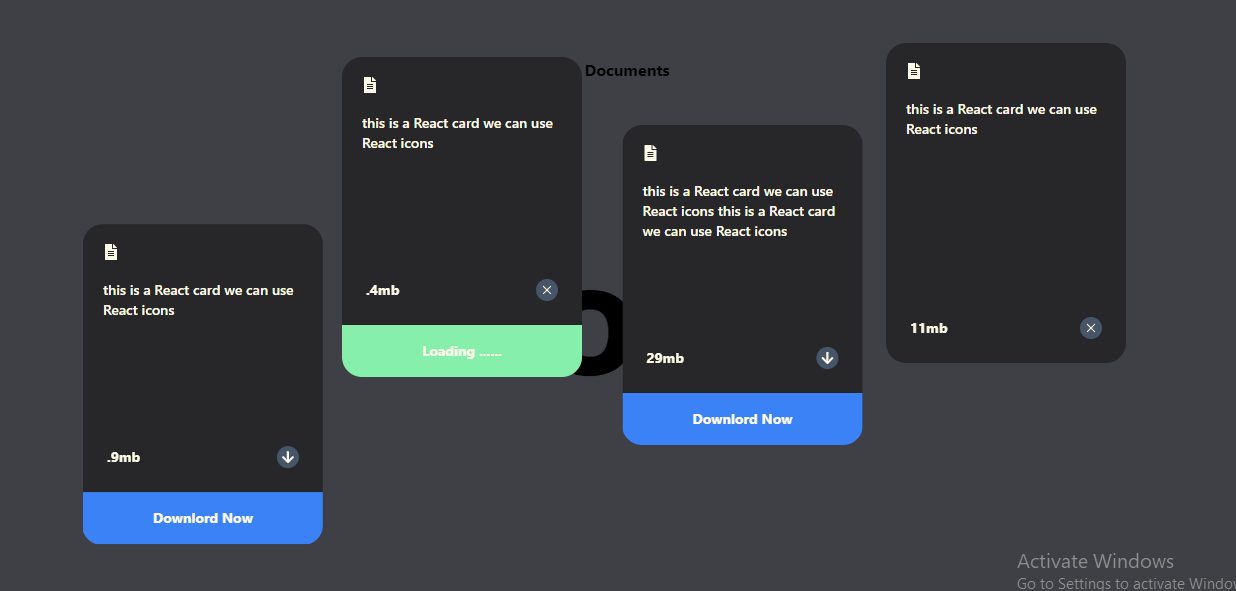 Documents
this is a React card we can use
React icons
.9mb
Downlord Now
this is a React card we can use
React icons
.4mb
Loading ......
this is a React card we can use
React icons this is a React card
we can use React icons
29mb
Downlord Now
this is a React card we can use
React icons
11mb
Activate Windows
Go to Settings to activate Window